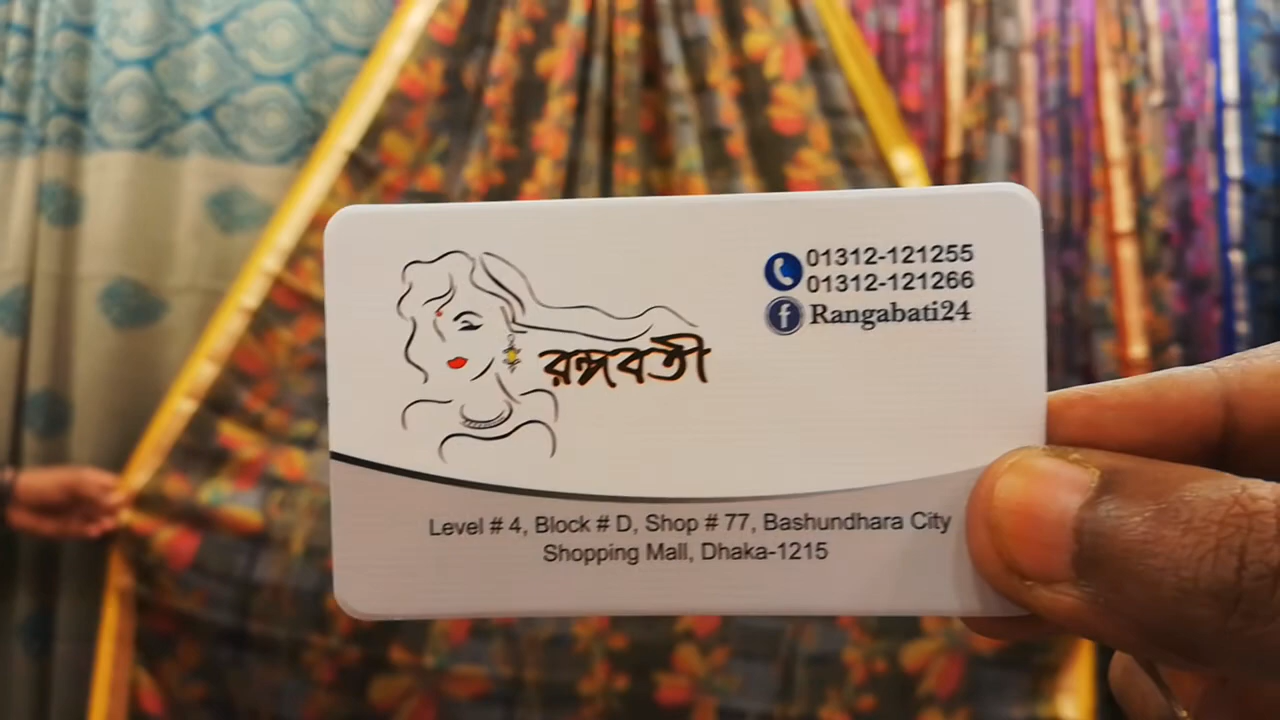 01312-121255
01312-121266
Rangabati24
রঙ্গবতী
Level # 4, Block # D, Shop # 77, Bashundhara City
Shopping Mall, Dhaka-1215